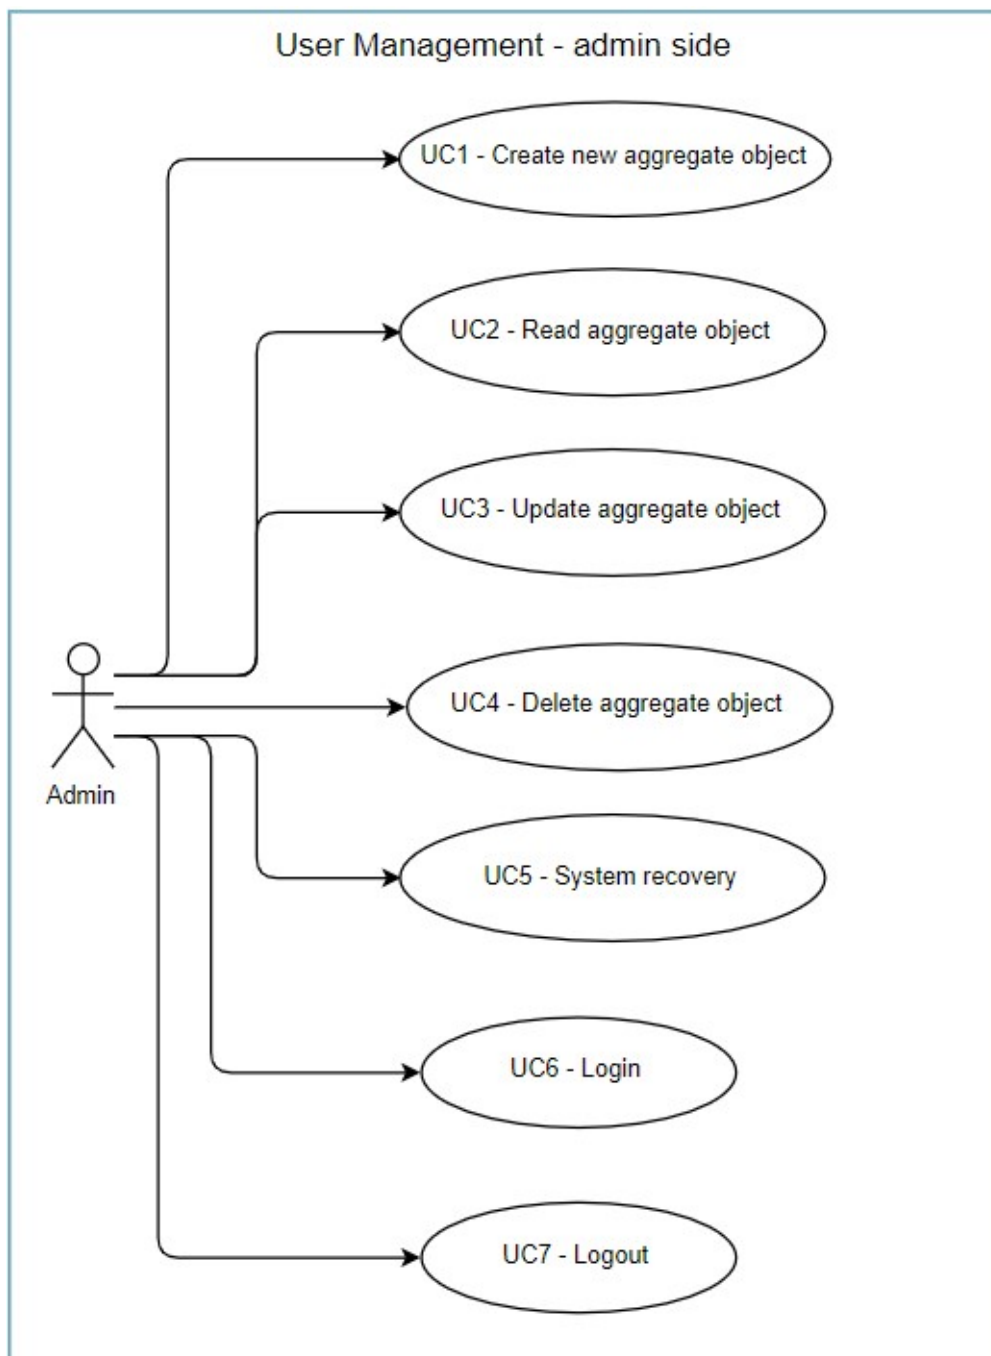 User Management - admin side
UC1 - Create new aggregate object
UC2 - Read aggregate object
UC3 - Update aggregate object
UC4 - Delete aggregate object
Admin
UC5 - System recovery
UC6 - Login
UC7 - Logout